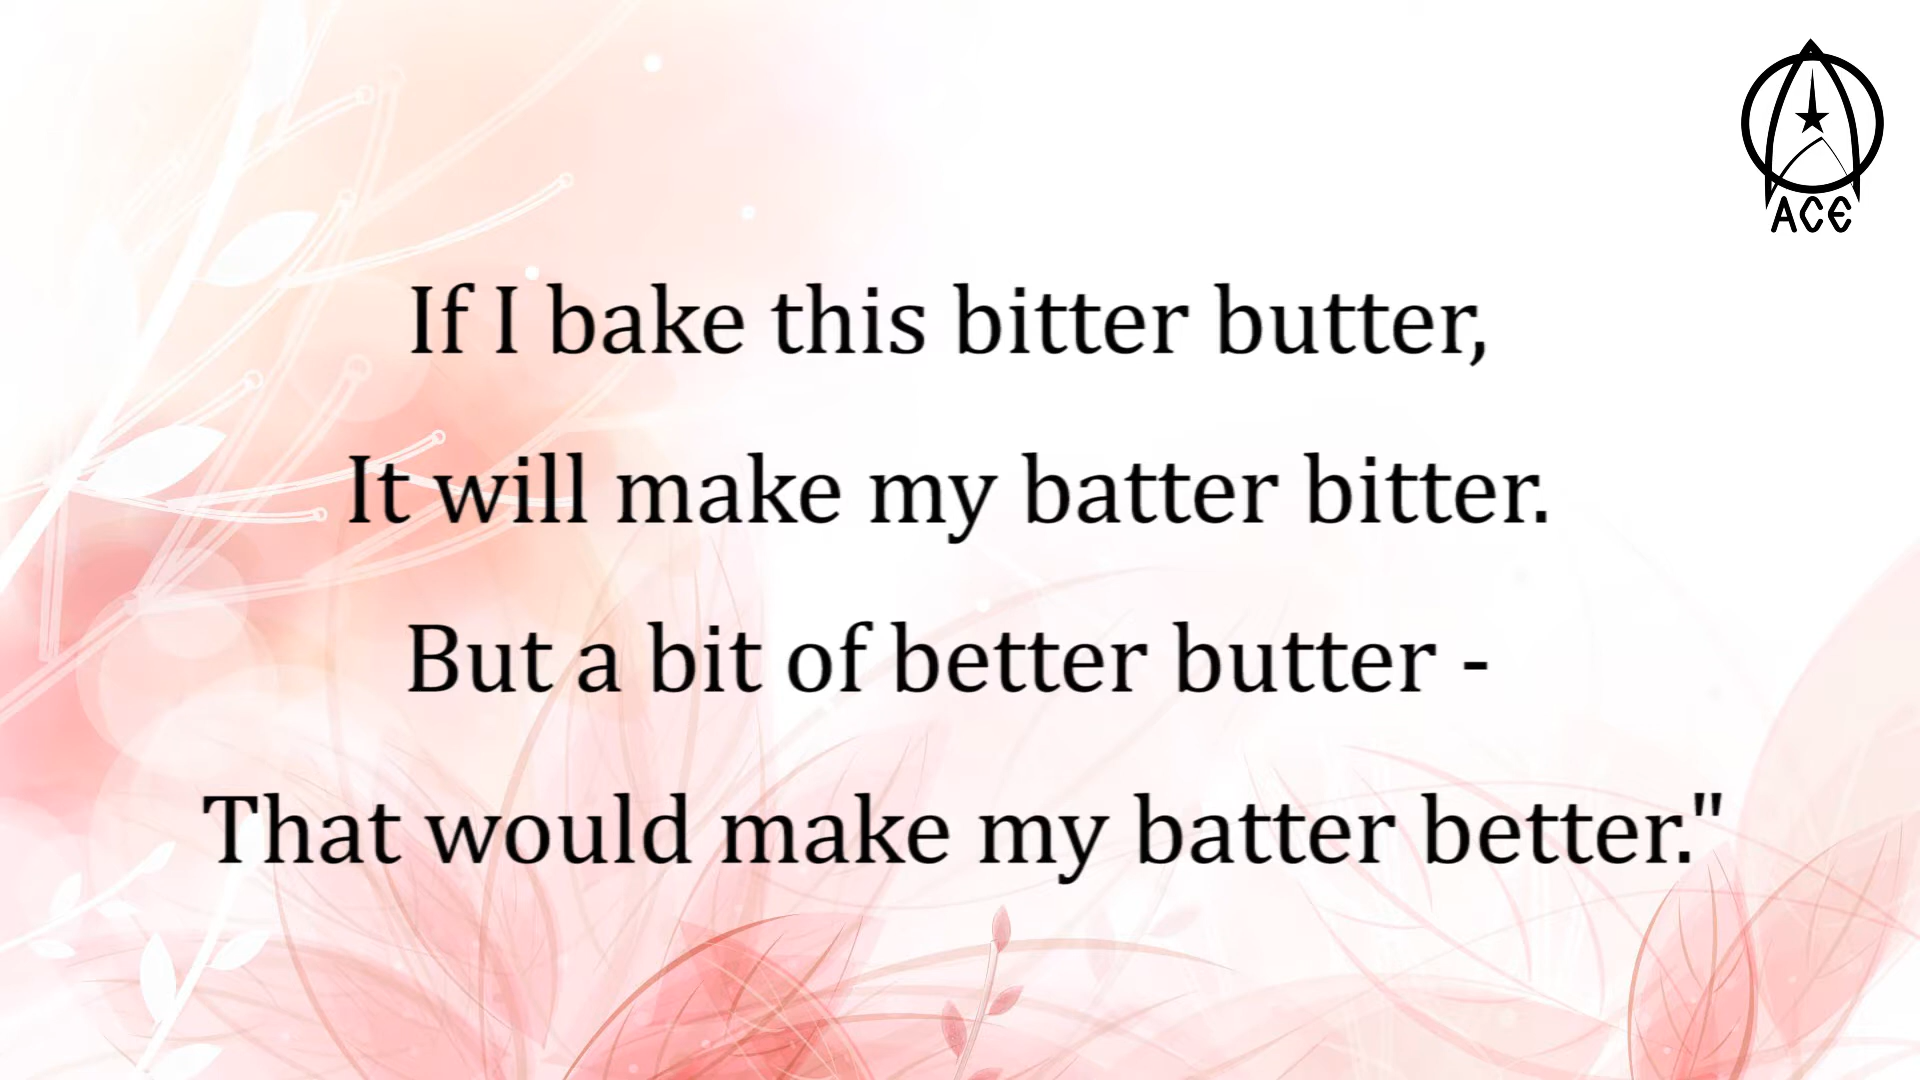 ACE
If I bake this bitter butter,
It will make my batter bitter.
But a bit of better butter -
That would make my batter better."